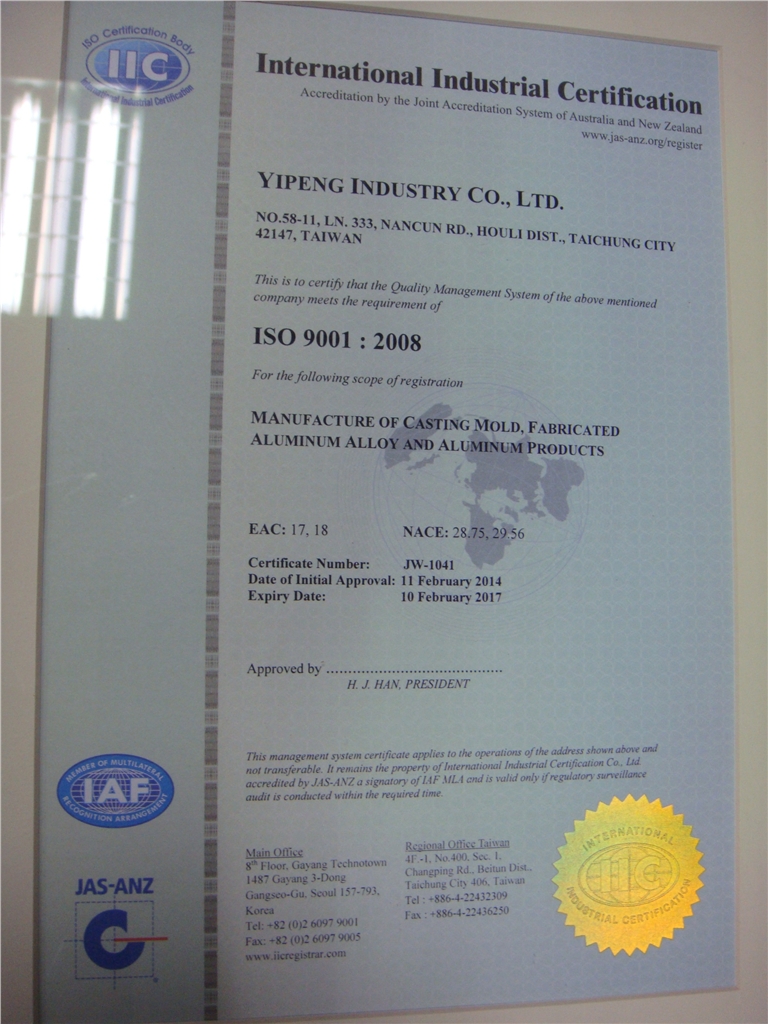 ISO Certification Body
IIC
International Industrial Certification
International Industrial Certification
Accreditation by the Joint Accreditation System of Australia and New Zealand
www.jas-anz.org/register
YIPENG INDUSTRY CO., LTD.
NO.58-11, LN. 333, NANCUN RD., HOULI DIST., TAICHUNG CITY
42147, TAIWAN
This is to certify that the Quality Management System of the above mentioned
company meets the requirement of
ISO 9001 : 2008
For the following scope of registration
MANUFACTURE OF CASTING MOLD, FABRICATED
ALUMINUM ALLOY AND ALUMINUM PRODUCTS
EAC: 17, 18 NACE: 28.75, 29.56
Certificate Number: JW-1041
Date of Initial Approval: 11 February 2014
Expiry Date: 10 February 2017
Approved by ........................................
H. J. HAN, PRESIDENT
This management system certificate applies to the operations of the address shown above and
not transferable. It remains the property of International Industrial Certification Co., Ltd.
accredited by JAS-ANZ a signatory of IAF MLA and is valid only if regulatory surveillance
audit is conducted within the required time.
MEMBER OF MULTILATERAL
IAF
RECOGNITION ARRANGEMENT
JAS-ANZ
Main Office
8th Floor, Gayang Technotown
1487 Gayang 3-Dong
Gangseo-Gu, Seoul 157-793,
Korea
Tel: +82 (0)2 6097 9001
Fax: +82 (0)2 6097 9005
www.iicregistrar.com
Regional Office Taiwan
4F.-1, No.400, Sec. 1,
Changping Rd., Beitun Dist.,
Taichung City 406, Taiwan
Tel : +886-4-22432309
Fax : +886-4-22436250
INTERNATIONAL
IIC
INDUSTRIAL CERTIFICATION